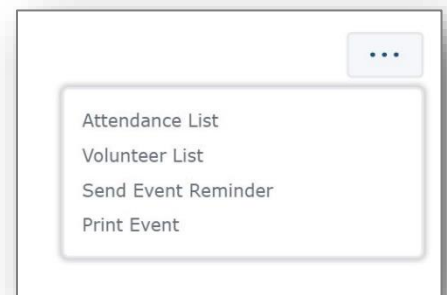 ...
Attendance List
Volunteer List
Send Event Reminder
Print Event